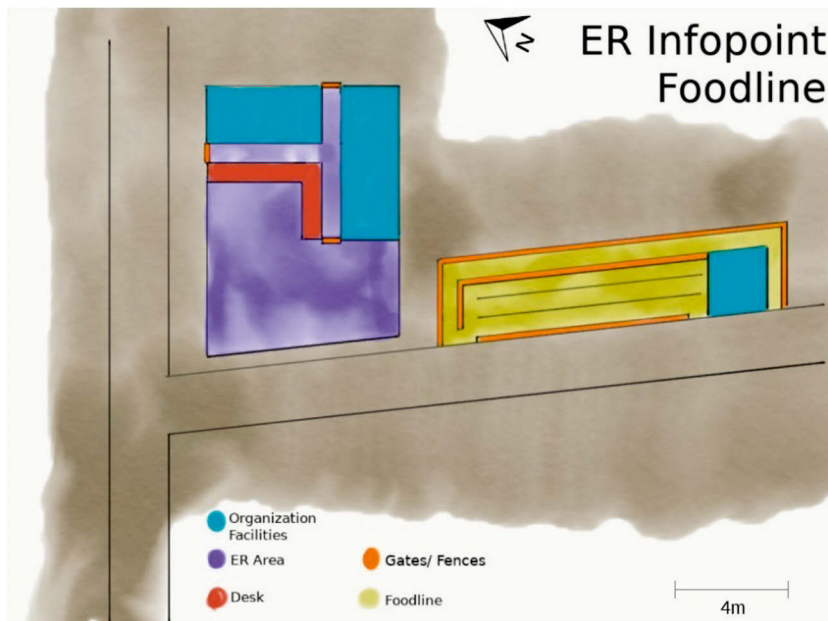 ER Infopoint
Foodline
N
Organization
Facilities
ER Area
Gates/ Fences
Desk
Foodline
4m